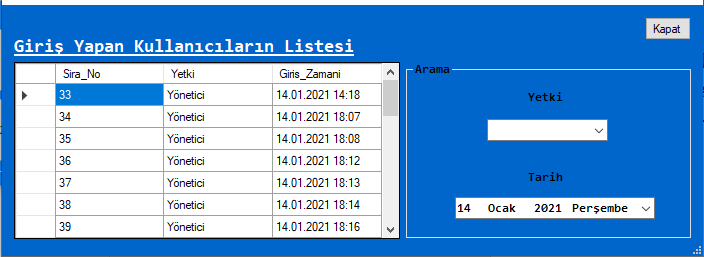 Kapat
Giriş Yapan Kullanıcıların Listesi
Sira_No Yetki Giris_Zamani
33 Yönetici 14.01.2021 14:18
34 Yönetici 14.01.2021 18:07
35 Yönetici 14.01.2021 18:08
36 Yönetici 14.01.2021 18:12
37 Yönetici 14.01.2021 18:13
38 Yönetici 14.01.2021 18:14
39 Yönetici 14.01.2021 18:16
Arama
Yetki
Tarih
14 Ocak 2021 Perşembe